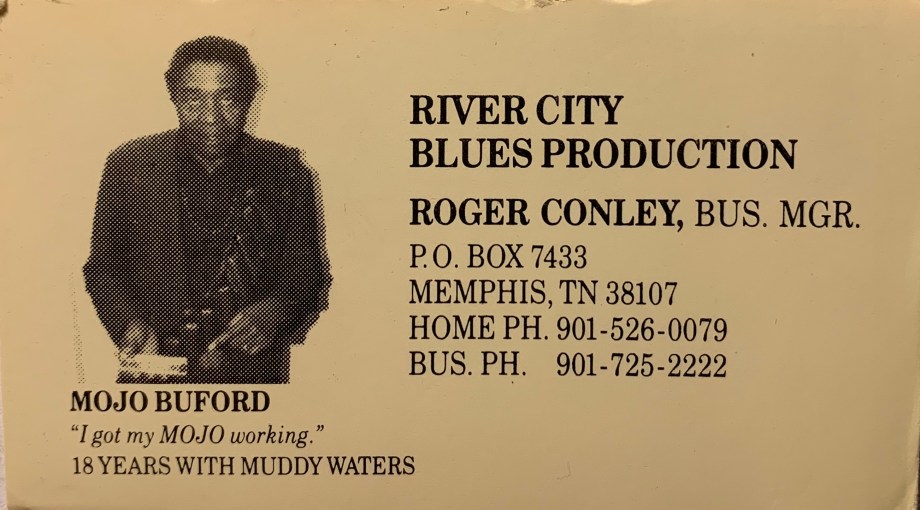 RIVER CITY
BLUES PRODUCTION
ROGER CONLEY, BUS. MGR.
P.O. BOX 7433
MEMPHIS, TN 38107
HOME PH. 901-526-0079
BUS. PH. 901-725-2222
MOJO BUFORD
“I got my MOJO working.”
18 YEARS WITH MUDDY WATERS